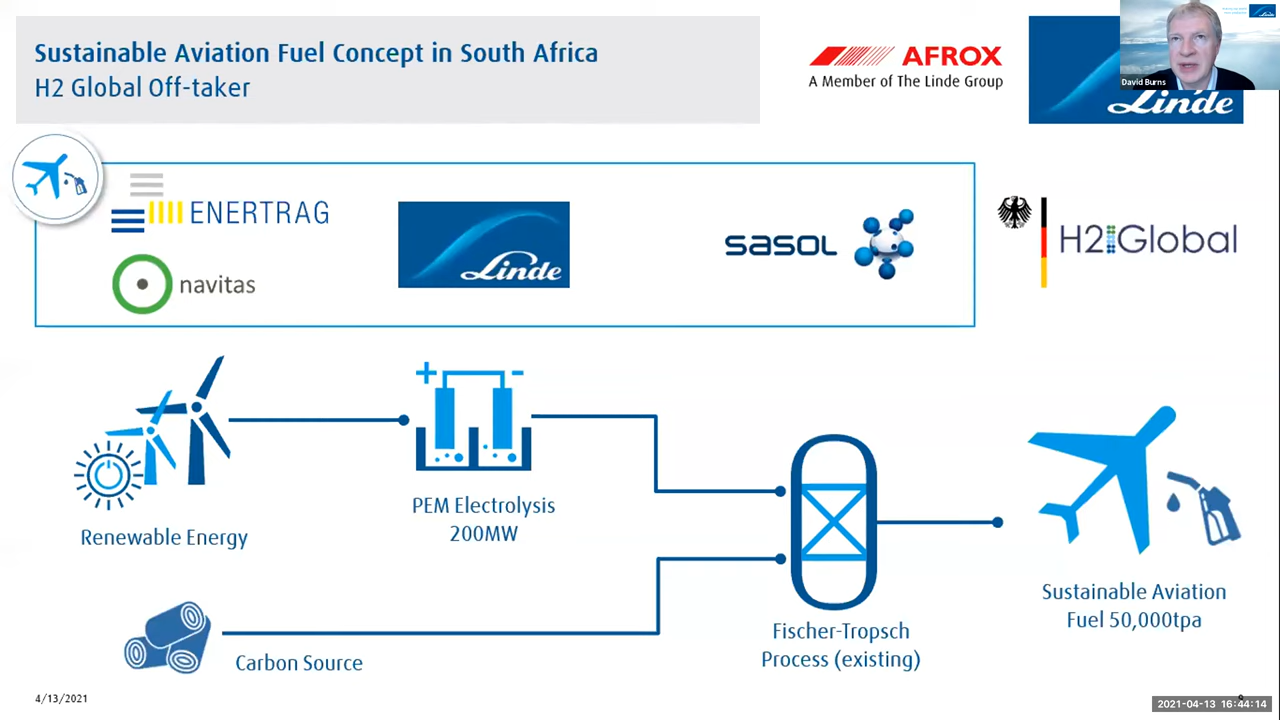 Sustainable Aviation Fuel Concept in South Africa
H2 Global Off-taker
AFROX
A Member of The Linde Group
Linde
David Burns
Linde
ENERTRAG
navitas
Linde
sasol
H2Global
+ -
PEM Electrolysis
200MW
Renewable Energy
Carbon Source
Fischer-Tropsch
Process (existing)
Sustainable Aviation
Fuel 50,000tpa
4/13/2021
2021-04-13 16:44:14